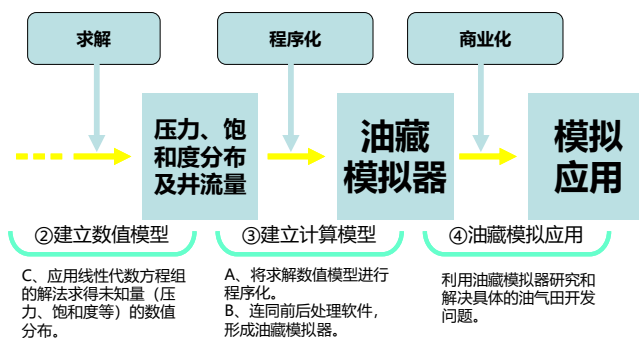 求解
程序化
商业化
压力、饱
和度分布
及井流量
油藏
模拟器
模拟
应用
②建立数值模型
③建立计算模型
④油藏模拟应用
C、应用线性代数方程组
的解法求得未知量（压
力、饱和度等）的数值
分布。
A、将求解数值模型进行
程序化。
B、连同前后处理软件，
形成油藏模拟器。
利用油藏模拟器研究和
解决具体的油气田开发
问题。